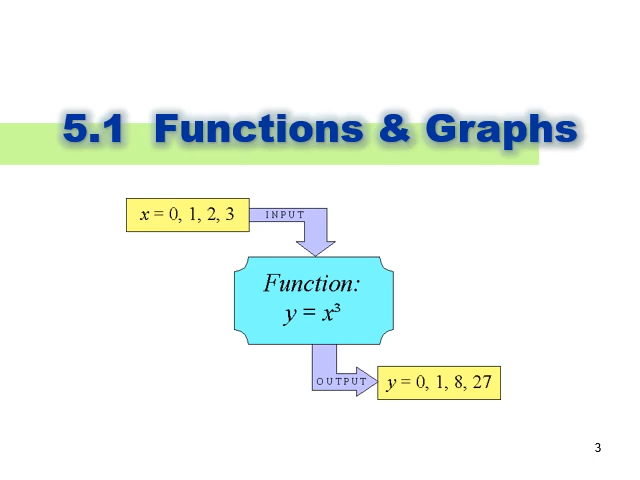 5.1 Functions & Graphs
x = 0, 1, 2, 3
INPUT
Function:
y = x³
OUTPUT
y = 0, 1, 8, 27
3